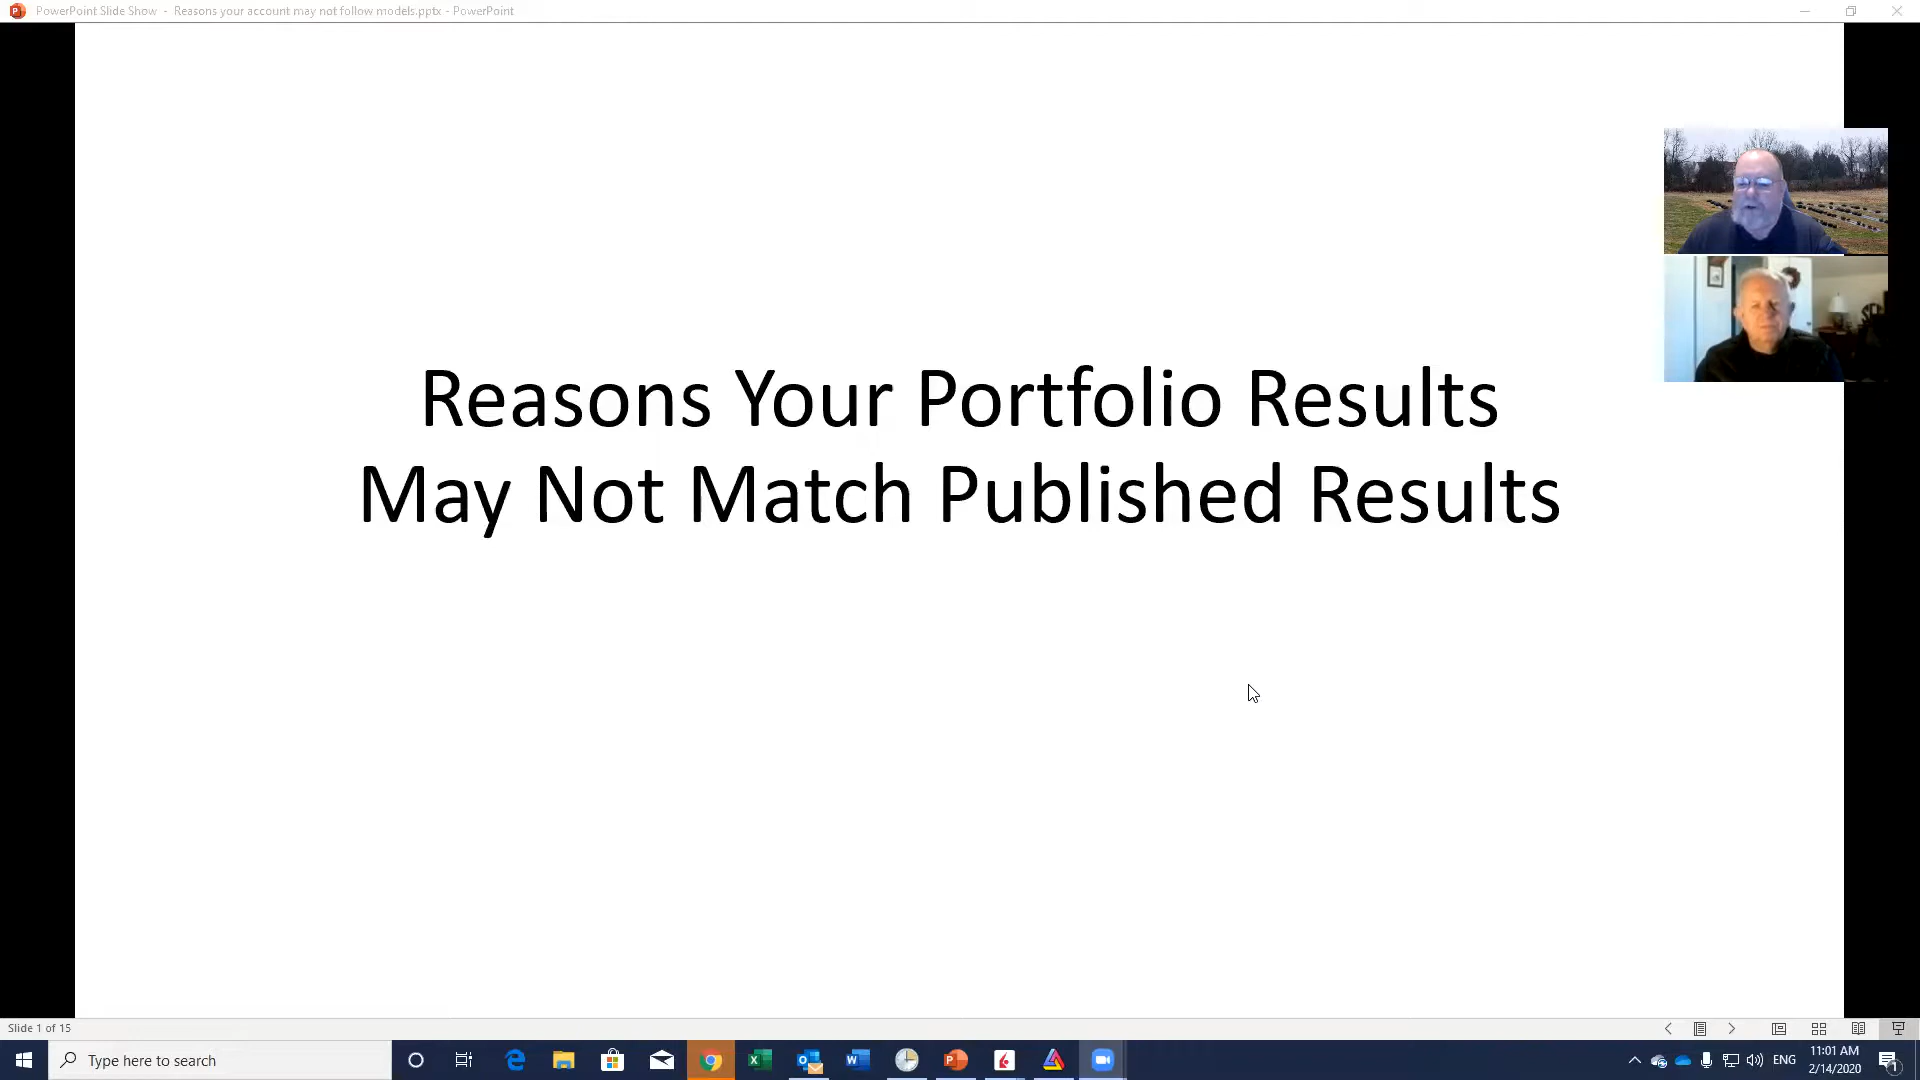 PowerPoint Slide Show - Reasons your account may not follow models.pptx - PowerPoint
Reasons Your Portfolio Results
May Not Match Published Results
Slide 1 of 15
Type here to search
ENG
11:01 AM
2/14/2020
1